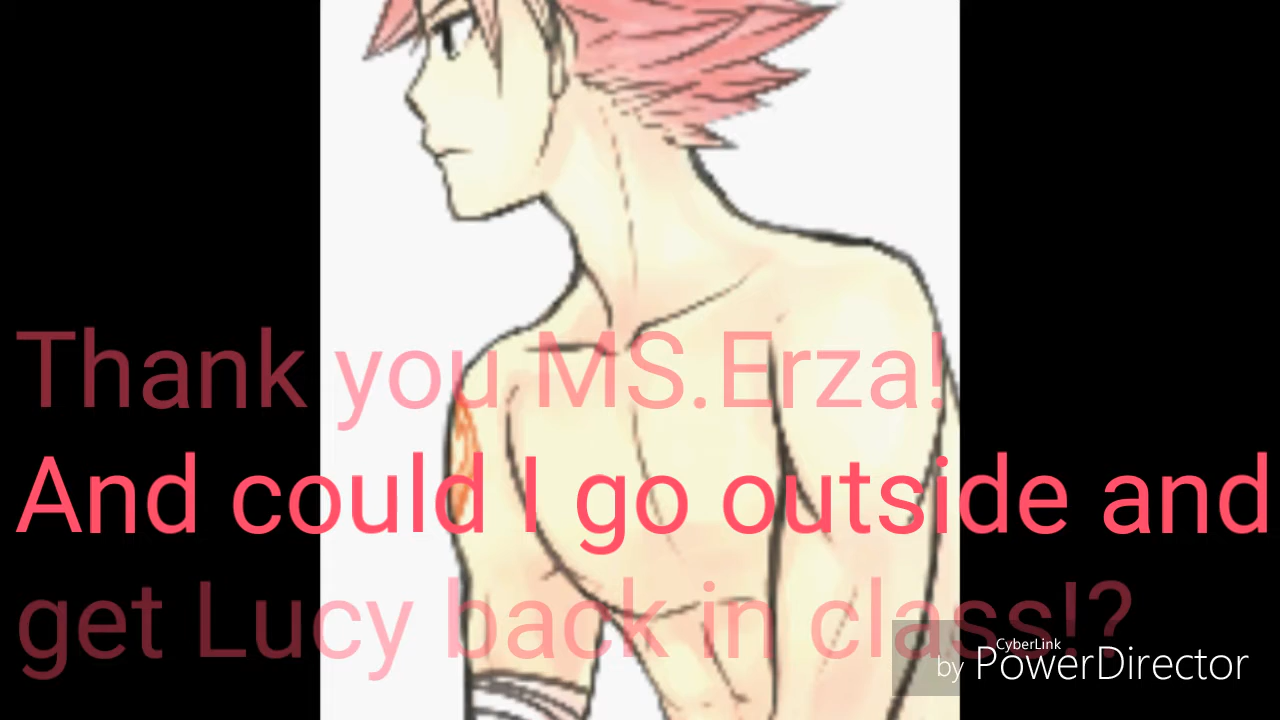 Thank you MS.Erza!
And could I go outside and
get Lucy back in class!?
CyberLink
by PowerDirector